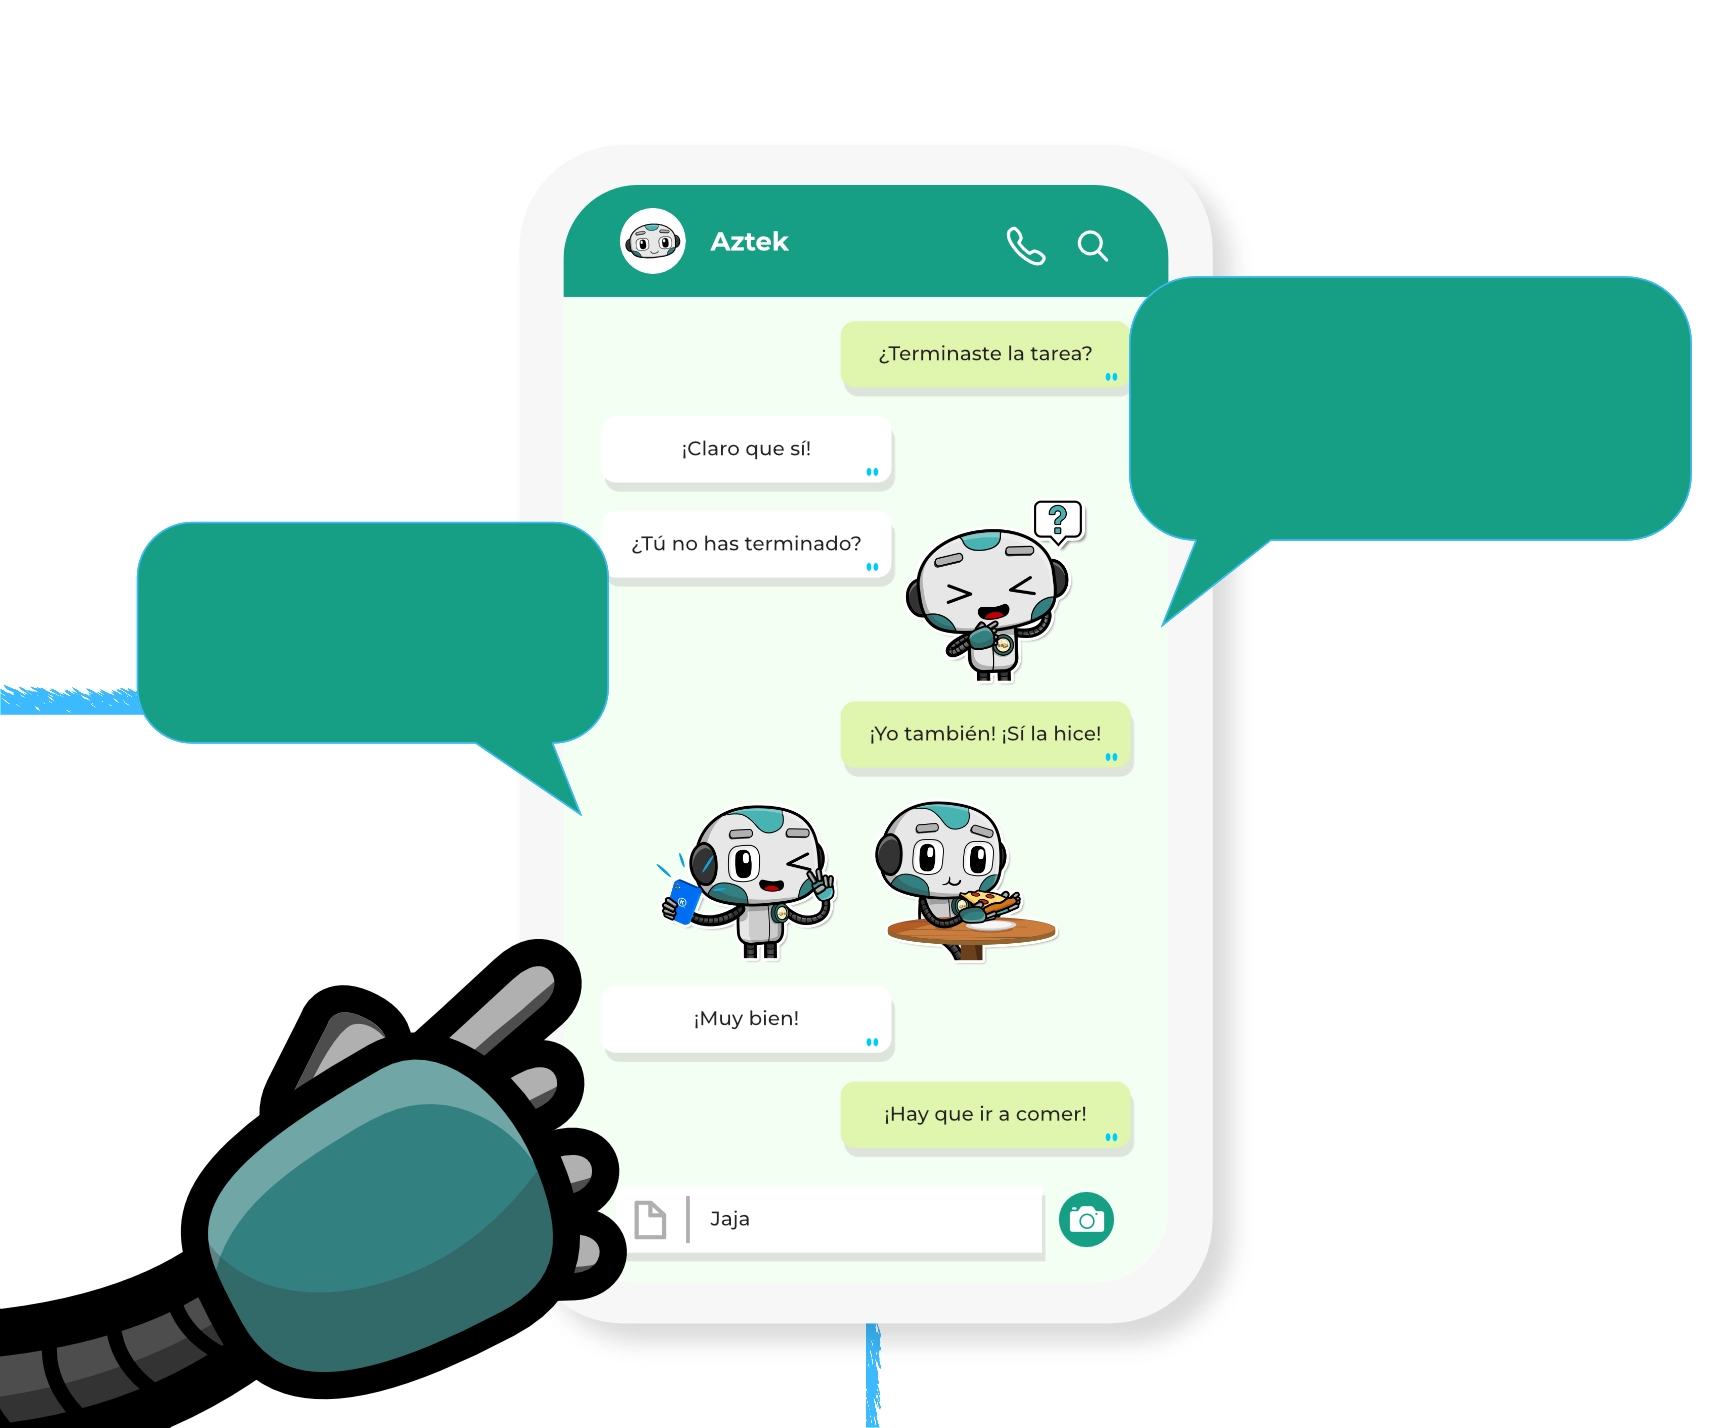 Aztek
¿Terminaste la tarea?
¡Claro que sí!
¿Tú no has terminado?
?
¡Yo también! ¡Sí la hice!
¡Muy bien!
¡Hay que ir a comer!
Jaja